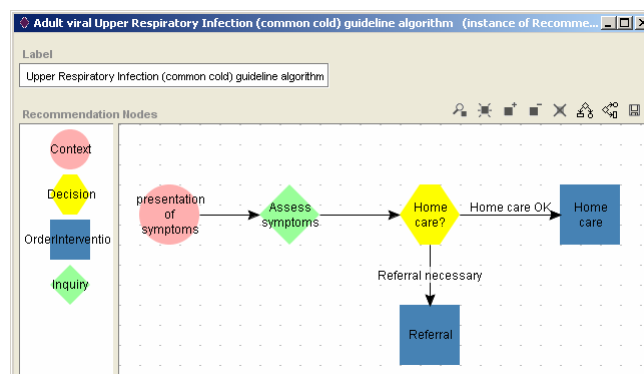 Adult viral Upper Respiratory Infection (common cold) guideline algorithm (instance of Recomme...
Label
Upper Respiratory Infection (common cold) guideline algorithm
Recommendation Nodes
Context
Decision
OrderInterventio
Inquiry
presentation
of
symptoms
Assess
symptoms
Home
care?
Home care OK
Home
care
Referral necessary
Referral